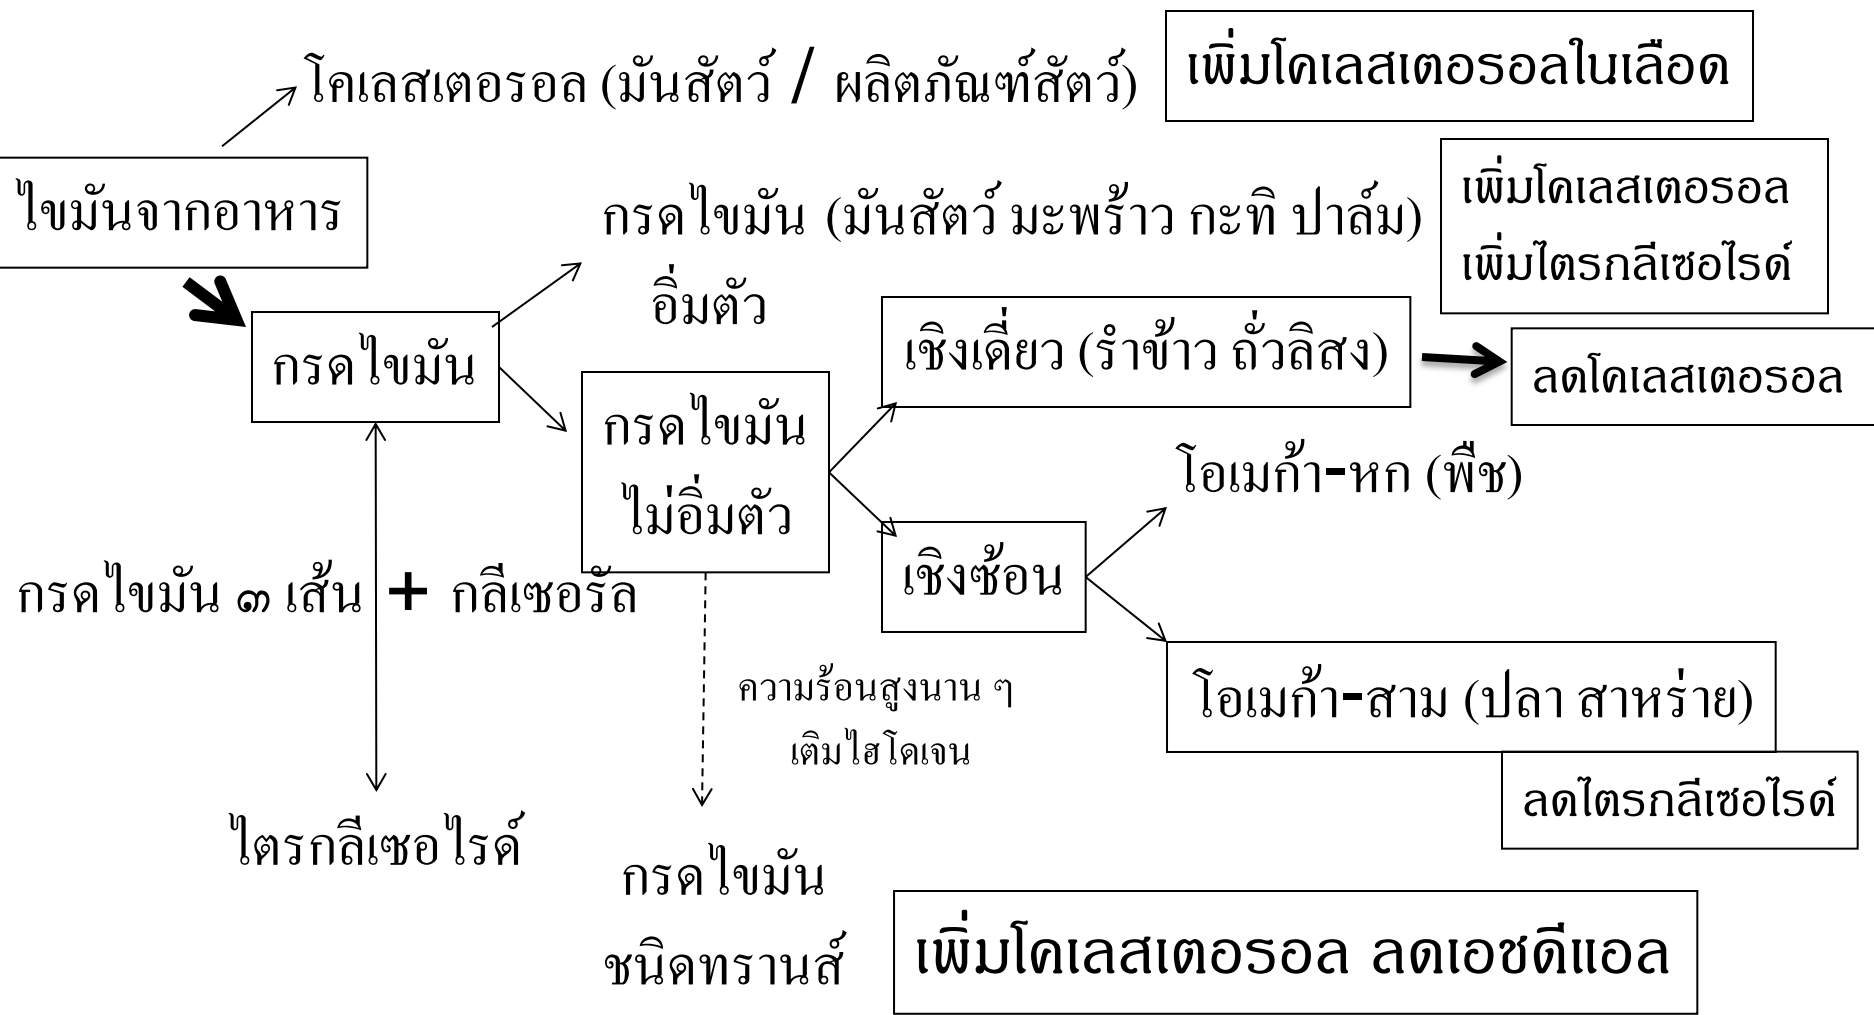 โคเลสเตอรอล (มันสัตว์ / ผลิตภัณฑ์สัตว์)
เพิ่มโคเลสเตอรอลในเลือด
ไขมันจากอาหาร
กรดไขมัน (มันสัตว์ มะพร้าว กะทิ ปาล์ม)
อิ่มตัว
เพิ่มโคเลสเตอรอล
เพิ่มไตรกลีเซอไรด์
กรดไขมัน
เชิงเดี่ยว (รำข้าว ถั่วลิสง)
ลดโคเลสเตอรอล
กรดไขมัน
ไม่อิ่มตัว
โอเมก้า-หก (พืช)
เชิงซ้อน
กรดไขมัน ๓ เส้น + กลีเซอรัล
โอเมก้า-สาม (ปลา สาหร่าย)
ความร้อนสูงนาน ๆ
เติมไฮโดเจน
ลดไตรกลีเซอไรด์
ไตรกลีเซอไรด์
กรดไขมัน
ชนิดทรานส์
เพิ่มโคเลสเตอรอล ลดเอชดีแอล